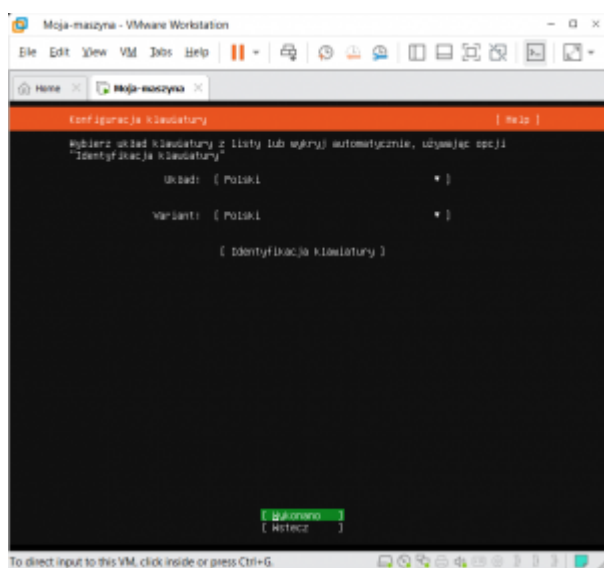 Moja-maszyna - VMware Workstation
File Edit View VM Tabs Help
Home Moja-maszyna
Konfiguracja klawiatury [ Help ]
Wybierz układ klawiatury z listy lub wykryj automatycznie, używając opcji
"Identyfikacja klawiatury"
Układ: [ Polski ▾ ]
Wariant: [ Polski ▾ ]
[ Identyfikacja klawiatury ]
[ Wykonano ]
[ Wstecz ]
To direct input to this VM, click inside or press Ctrl+G.